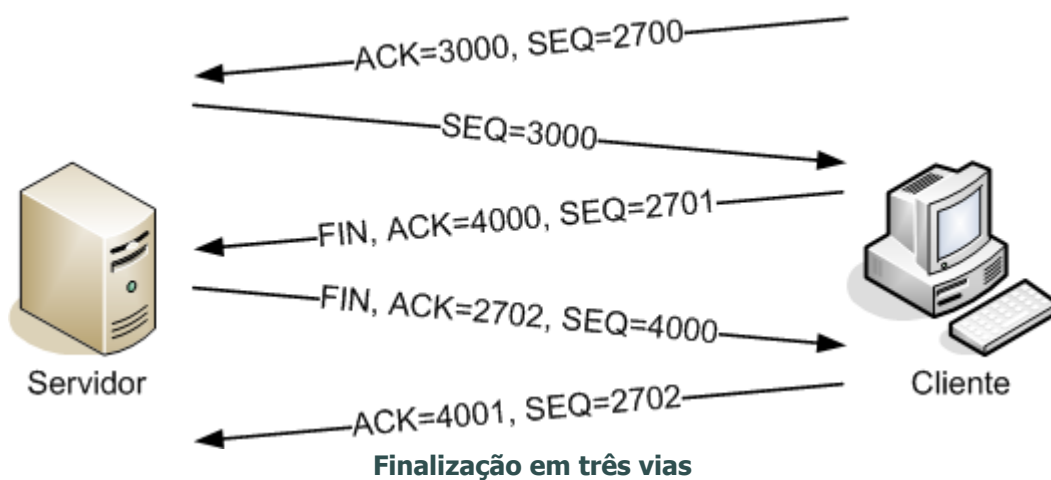 ACK=3000, SEQ=2700
SEQ=3000
FIN, ACK=4000, SEQ=2701
FIN, ACK=2702, SEQ=4000
Servidor
Cliente
ACK=4001, SEQ=2702
Finalização em três vias